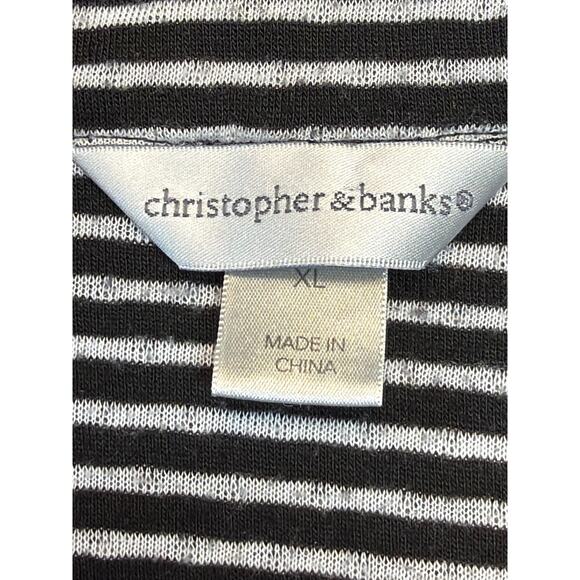 christopher & banks®
XL
MADE IN
CHINA